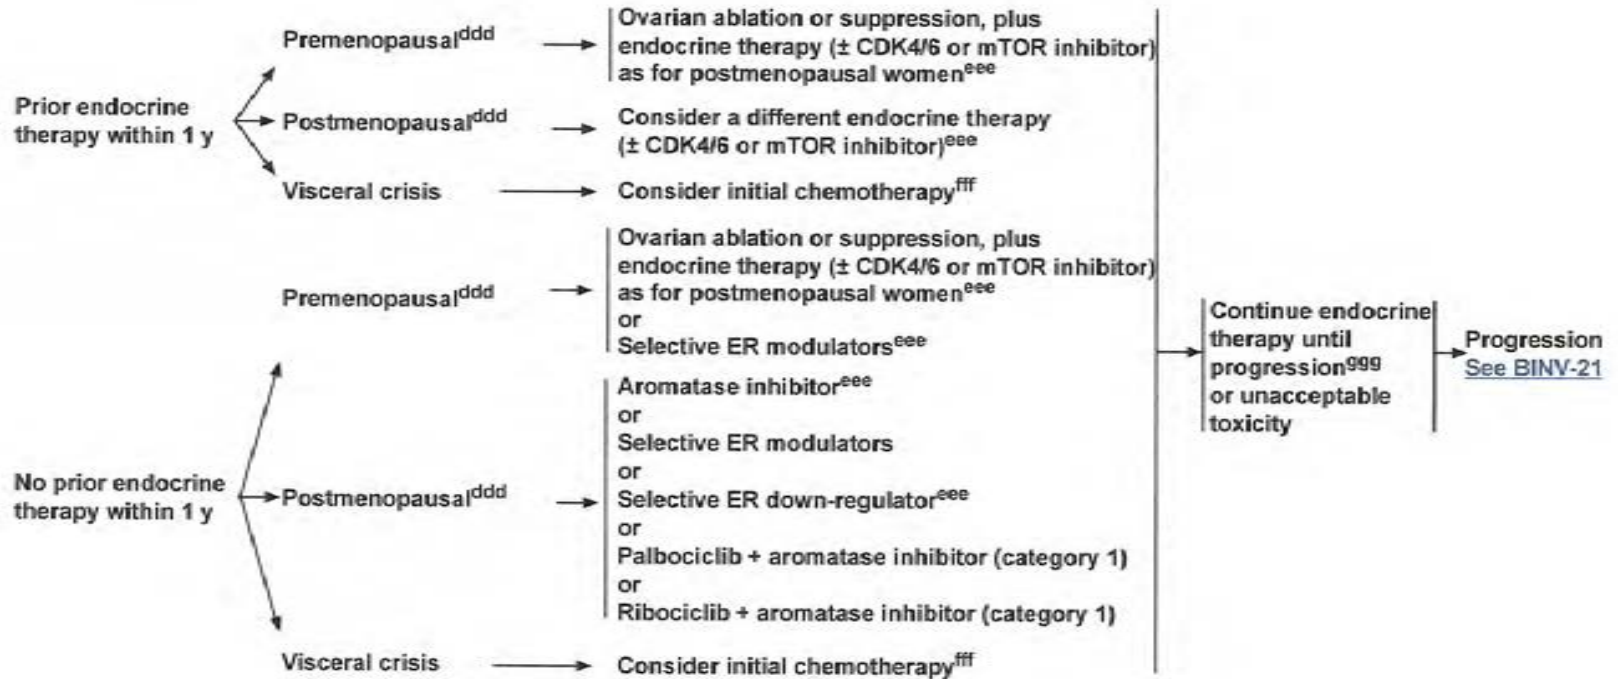 Prior endocrine
therapy within 1 y
Premenopausalddd
Ovarian ablation or suppression, plus
endocrine therapy (± CDK4/6 or mTOR inhibitor)
as for postmenopausal womeneee
Postmenopausalddd
Consider a different endocrine therapy
(± CDK4/6 or mTOR inhibitor)eee
Visceral crisis
Consider initial chemotherapyfff
No prior endocrine
therapy within 1 y
Premenopausalddd
Ovarian ablation or suppression, plus
endocrine therapy (± CDK4/6 or mTOR inhibitor)
as for postmenopausal womeneee
or
Selective ER modulatorseee
Postmenopausalddd
Aromatase inhibitoreee
or
Selective ER modulators
or
Selective ER down-regulatoreee
or
Palbociclib + aromatase inhibitor (category 1)
or
Ribociclib + aromatase inhibitor (category 1)
Visceral crisis
Consider initial chemotherapyfff
Continue endocrine
therapy until
progressionggg
or unacceptable
toxicity
Progression
See BINV-21